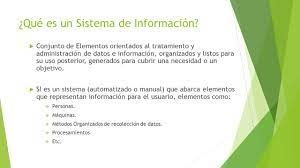 ¿Qué es un Sistema de Información?
Conjunto de Elementos orientados al tratamiento y
administración de datos e información, organizados y listos para
su uso posterior, generados para cubrir una necesidad o un
objetivo.
SI es un sistema (automatizado o manual) que abarca elementos
que representan información para el usuario, elementos como:
Personas.
Máquinas.
Métodos Organizados de recolección de datos.
Procesamientos
Etc.